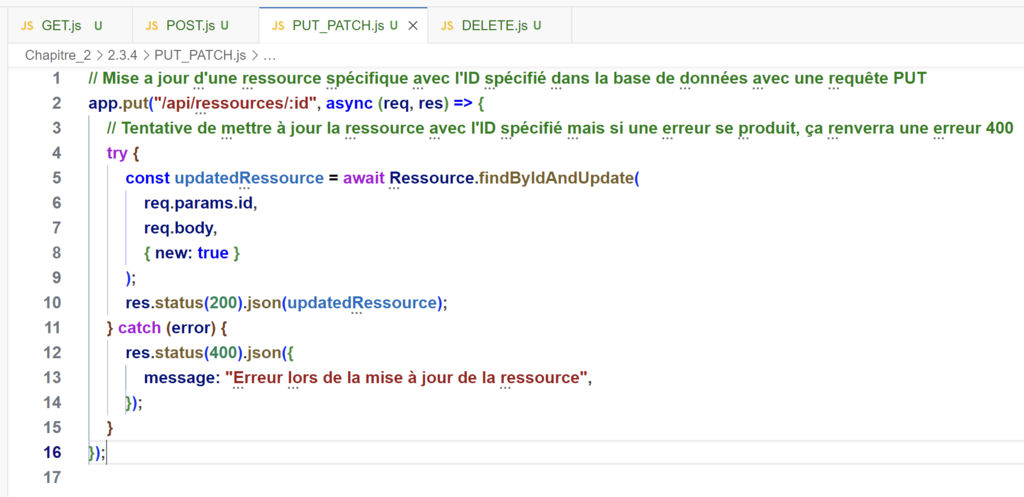 JS GET.js U JS POST.js U JS PUT_PATCH.js U × JS DELETE.js U
Chapitre_2 > 2.3.4 > PUT_PATCH.js > ...
1 // Mise a jour d'une ressource spécifique avec l'ID spécifié dans la base de données avec une requête PUT
2 app.put("/api/ressources/:id", async (req, res) => {
3 // Tentative de mettre à jour la ressource avec l'ID spécifié mais si une erreur se produit, ça renverra une erreur 400
4 try {
5 const updatedRessource = await Ressource.findByIdAndUpdate(
6 req.params.id,
7 req.body,
8 { new: true }
9 );
10 res.status(200).json(updatedRessource);
11 } catch (error) {
12 res.status(400).json({
13 message: "Erreur lors de la mise à jour de la ressource",
14 });
15 }
16 });
17